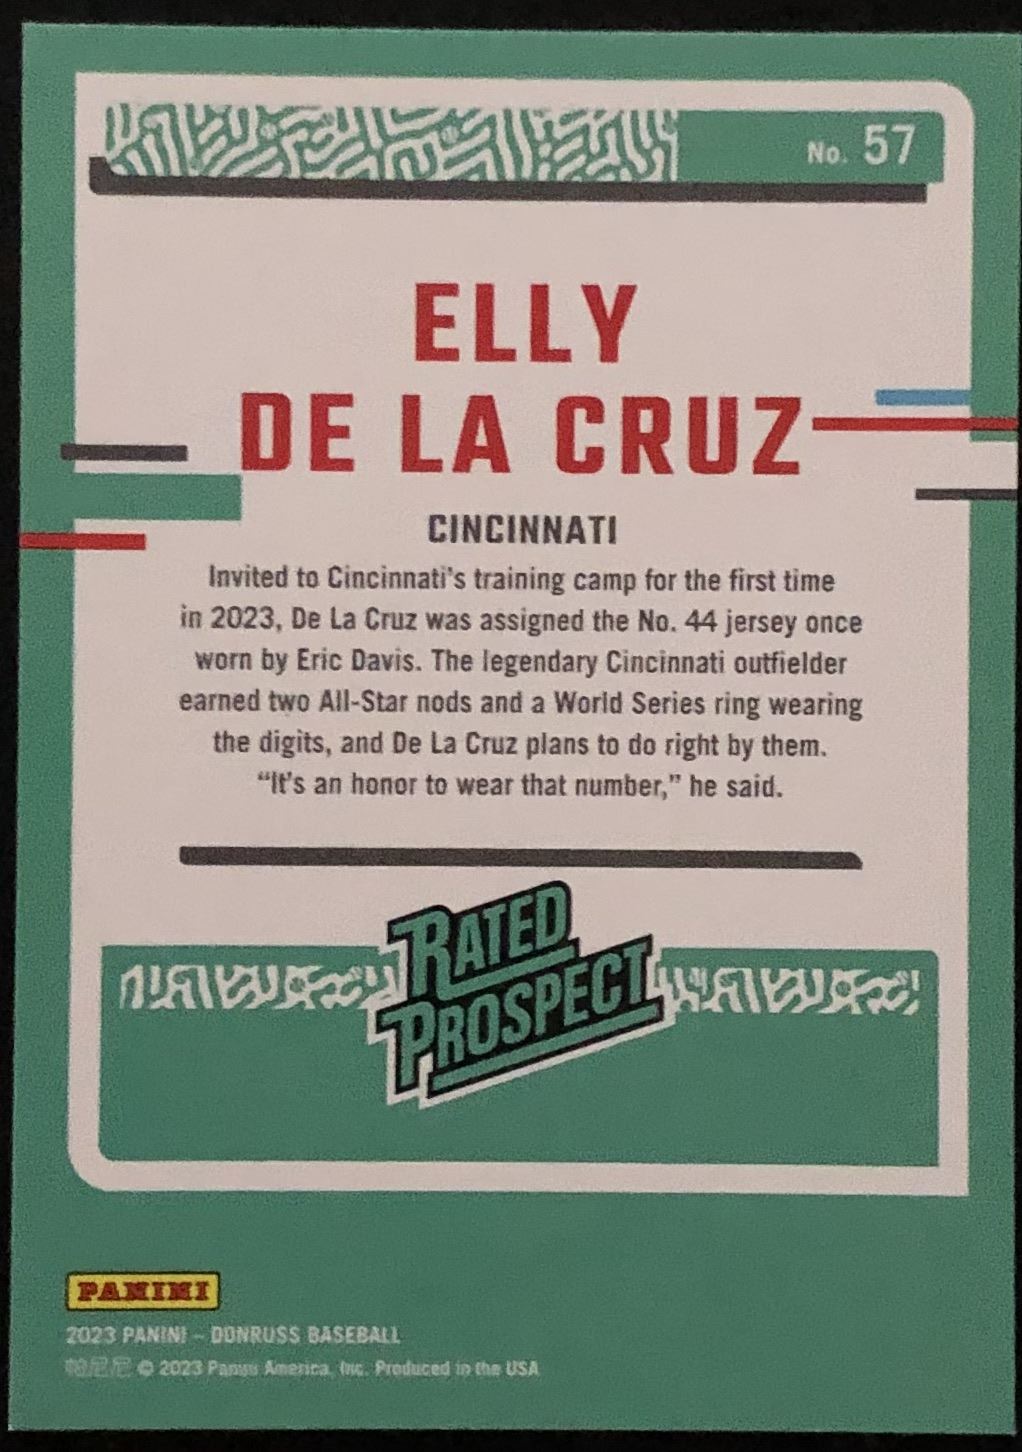 No. 57
ELLY
DE LA CRUZ
CINCINNATI
Invited to Cincinnati's training camp for the first time
in 2023, De La Cruz was assigned the No. 44 jersey once
worn by Eric Davis. The legendary Cincinnati outfielder
earned two All-Star nods and a World Series ring wearing
the digits, and De La Cruz plans to do right by them.
“It's an honor to wear that number,” he said.
RATED
PROSPECT
PANINI
2023 PANINI – DONRUSS BASEBALL
© 2023 Panini America, Inc. Produced in the USA